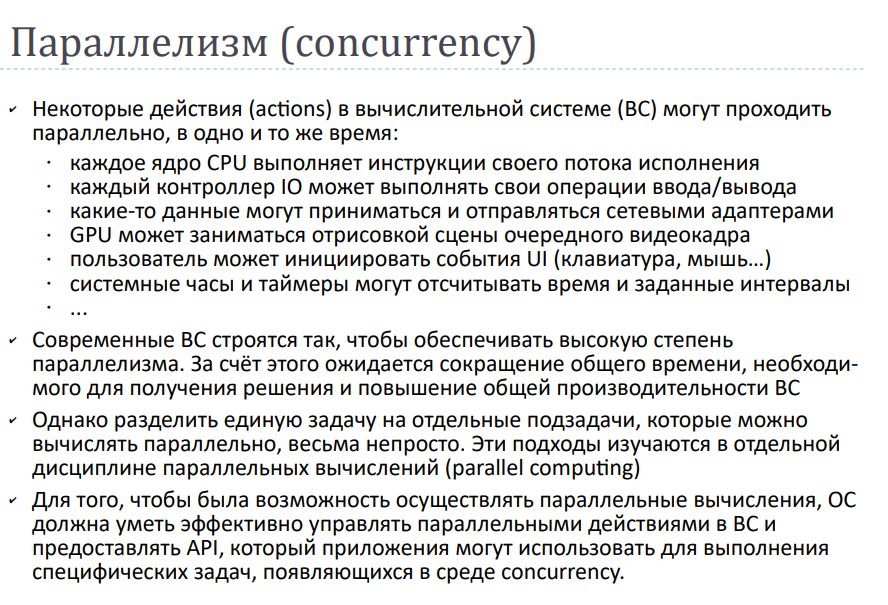 Параллелизм (concurrency)
✔ Некоторые действия (actions) в вычислительной системе (ВС) могут проходить
параллельно, в одно и то же время:
· каждое ядро CPU выполняет инструкции своего потока исполнения
· каждый контроллер IO может выполнять свои операции ввода/вывода
· какие-то данные могут приниматься и отправляться сетевыми адаптерами
· GPU может заниматься отрисовкой сцены очередного видеокадра
· пользователь может инициировать события UI (клавиатура, мышь…)
· системные часы и таймеры могут отсчитывать время и заданные интервалы
· ...
✔ Современные ВС строятся так, чтобы обеспечивать высокую степень
параллелизма. За счёт этого ожидается сокращение общего времени, необходи-
мого для получения решения и повышение общей производительности ВС
✔ Однако разделить единую задачу на отдельные подзадачи, которые можно
вычислять параллельно, весьма непросто. Эти подходы изучаются в отдельной
дисциплине параллельных вычислений (parallel computing)
✔ Для того, чтобы была возможность осуществлять параллельные вычисления, ОС
должна уметь эффективно управлять параллельными действиями в ВС и
предоставлять API, который приложения могут использовать для выполнения
специфических задач, появляющихся в среде concurrency.